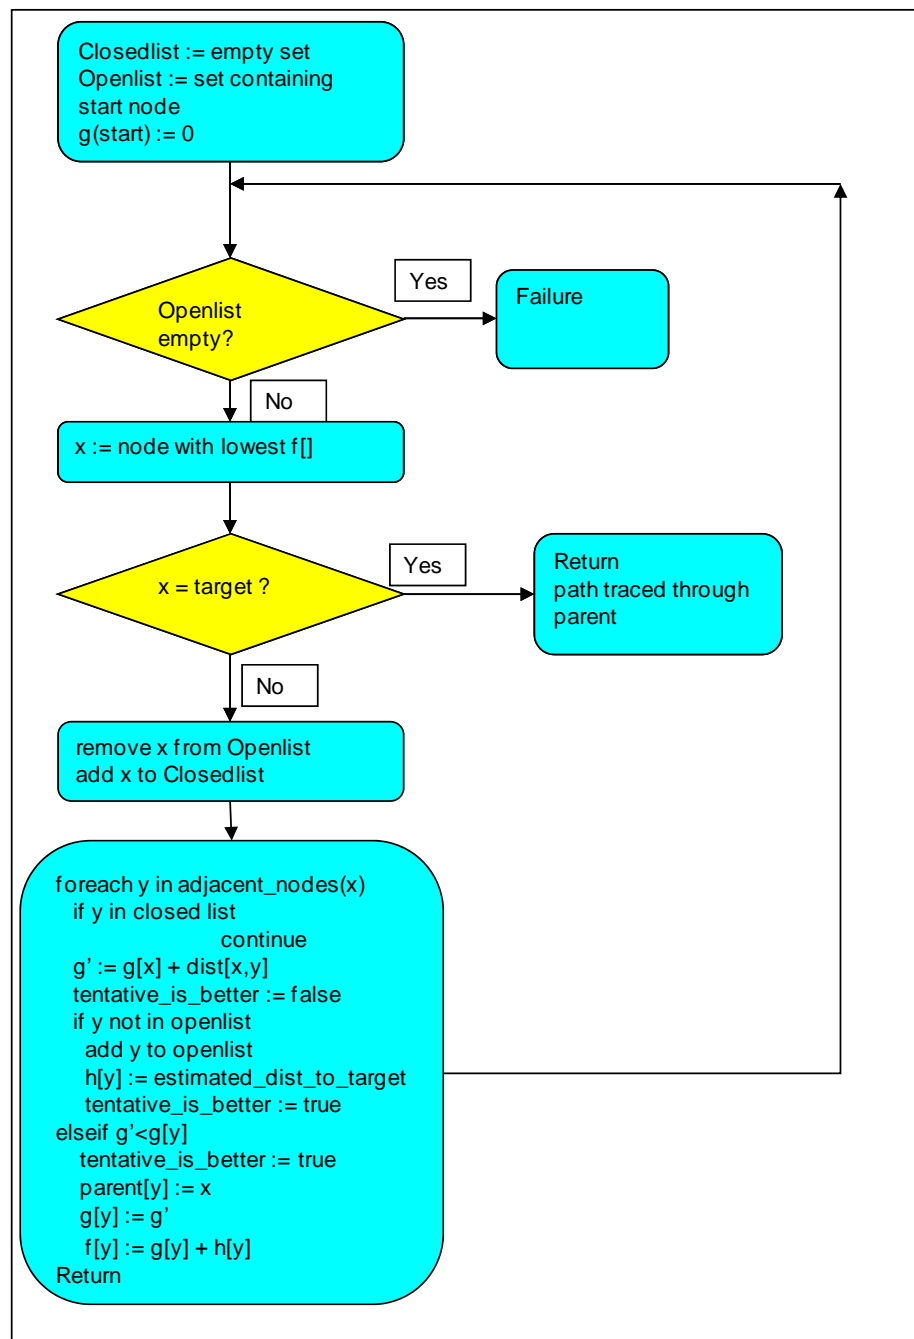 Closedlist := empty set
Openlist := set containing
start node
g(start) := 0
Openlist
empty?
Yes
Failure
No
x := node with lowest f[]
x = target ?
Yes
Return
path traced through
parent
No
remove x from Openlist
add x to Closedlist
foreach y in adjacent_nodes(x)
if y in closed list
continue
g’ := g[x] + dist[x,y]
tentative_is_better := false
if y not in openlist
add y to openlist
h[y] := estimated_dist_to_target
tentative_is_better := true
elseif g’<g[y]
tentative_is_better := true
parent[y] := x
g[y] := g’
f[y] := g[y] + h[y]
Return